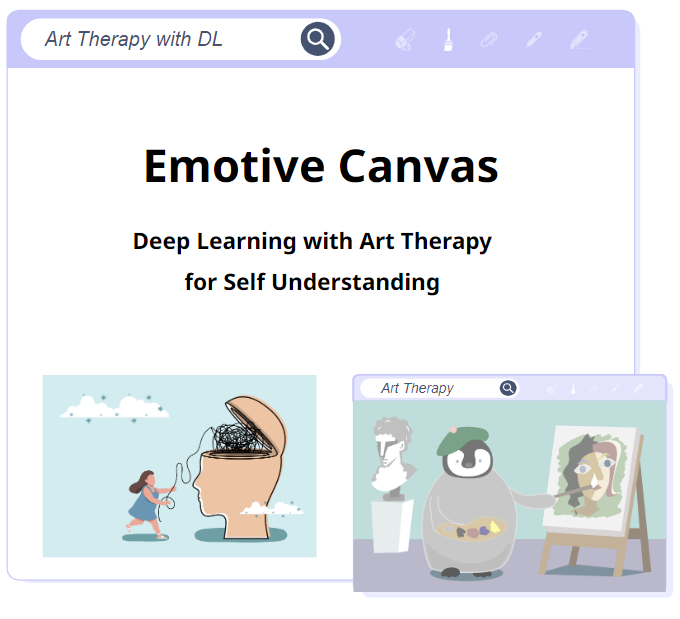 Art Therapy with DL
Emotive Canvas
Deep Learning with Art Therapy
for Self Understanding
Art Therapy